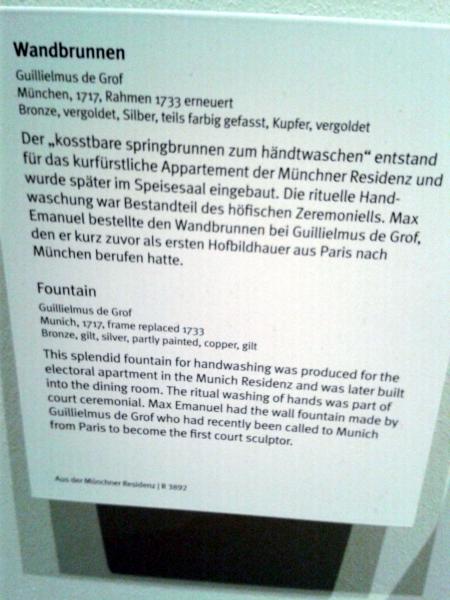 Wandbrunnen
Guillielmus de Grof
München, 1717, Rahmen 1733 erneuert
Bronze, vergoldet, Silber, teils farbig gefasst, Kupfer, vergoldet
Der „kosstbare springbrunnen zum händtwaschen“ entstand
für das kurfürstliche Appartement der Münchner Residenz und
wurde später im Speisesaal eingebaut. Die rituelle Hand-
waschung war Bestandteil des höfischen Zeremoniells. Max
Emanuel bestellte den Wandbrunnen bei Guillielmus de Grof,
den er kurz zuvor als ersten Hofbildhauer aus Paris nach
München berufen hatte.
Fountain
Guillielmus de Grof
Munich, 1717, frame replaced 1733
Bronze, gilt, silver, partly painted, copper, gilt
This splendid fountain for handwashing was produced for the
electoral apartment in the Munich Residenz and was later built
into the dining room. The ritual washing of hands was part of
court ceremonial. Max Emanuel had the wall fountain made by
Guillielmus de Grof who had recently been called to Munich
from Paris to become the first court sculptor.
Aus der Münchner Residenz | R 3892